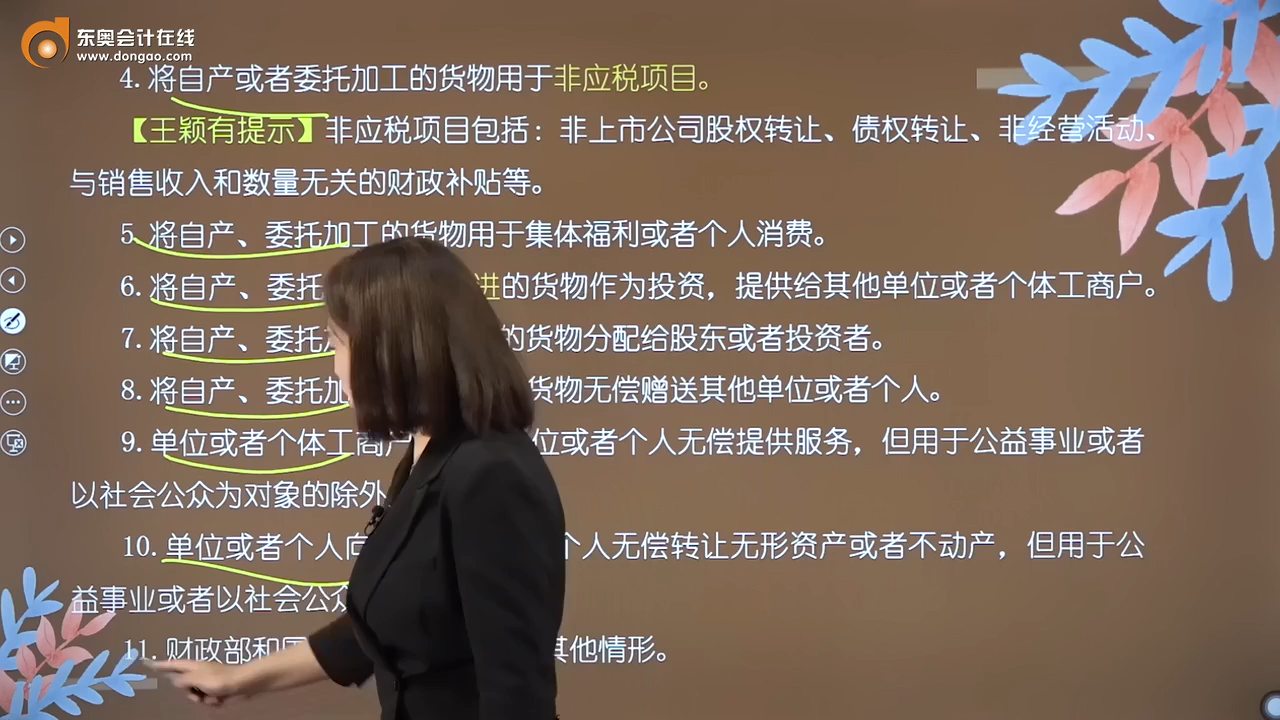 东奥会计在线
www.dongao.com
4.将自产或者委托加工的货物用于非应税项目。
【王颖有提示】非应税项目包括：非上市公司股权转让、债权转让、非经营活动、
与销售收入和数量无关的财政补贴等。
5.将自产、委托加工的货物用于集体福利或者个人消费。
6.将自产、委托 进的货物作为投资，提供给其他单位或者个体工商户。
7.将自产、委托 的货物分配给股东或者投资者。
8.将自产、委托加 货物无偿赠送其他单位或者个人。
9.单位或者个体工商户 位或者个人无偿提供服务，但用于公益事业或者
以社会公众为对象的除外
10.单位或者个人向 个人无偿转让无形资产或者不动产，但用于公
益事业或者以社会公众
11.财政部和国 其他情形。